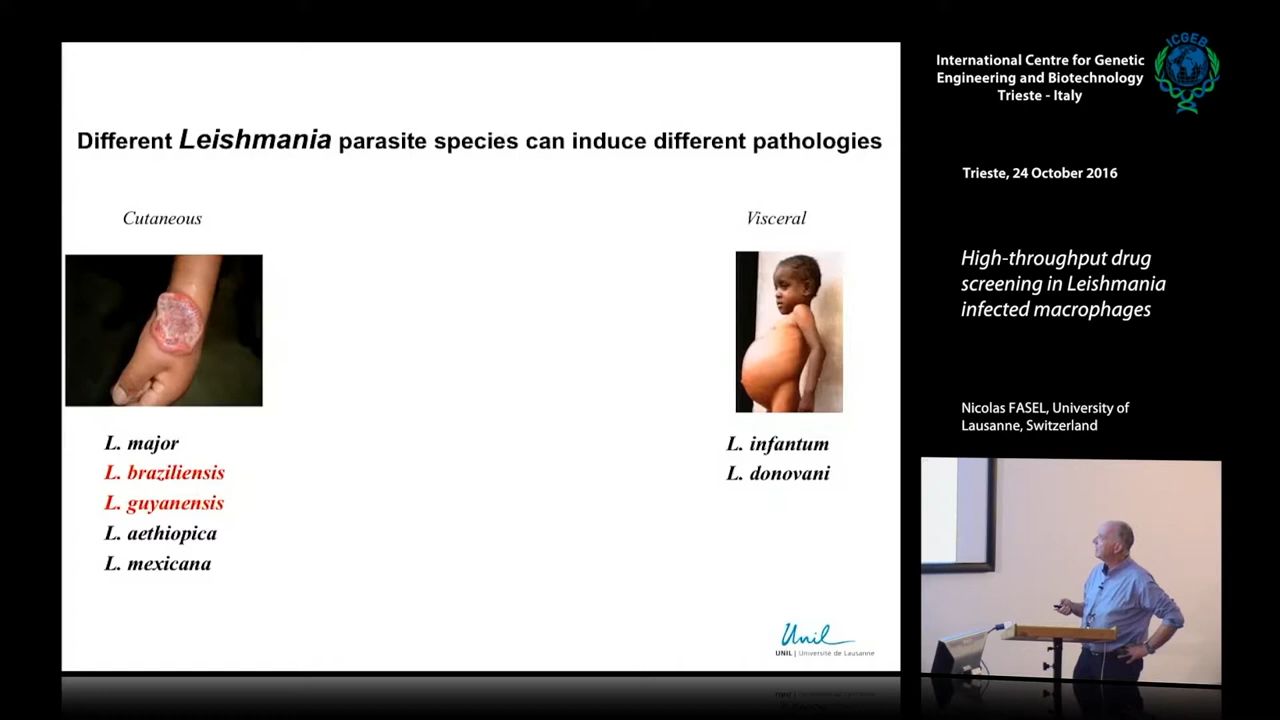 Different Leishmania parasite species can induce different pathologies
Cutaneous
Visceral
L. major
L. braziliensis
L. guyanensis
L. aethiopica
L. mexicana
L. infantum
L. donovani
Unil
UNIL | Université de Lausanne
International Centre for Genetic
Engineering and Biotechnology
Trieste - Italy
ICGEB
Trieste, 24 October 2016
High-throughput drug
screening in Leishmania
infected macrophages
Nicolas FASEL, University of
Lausanne, Switzerland